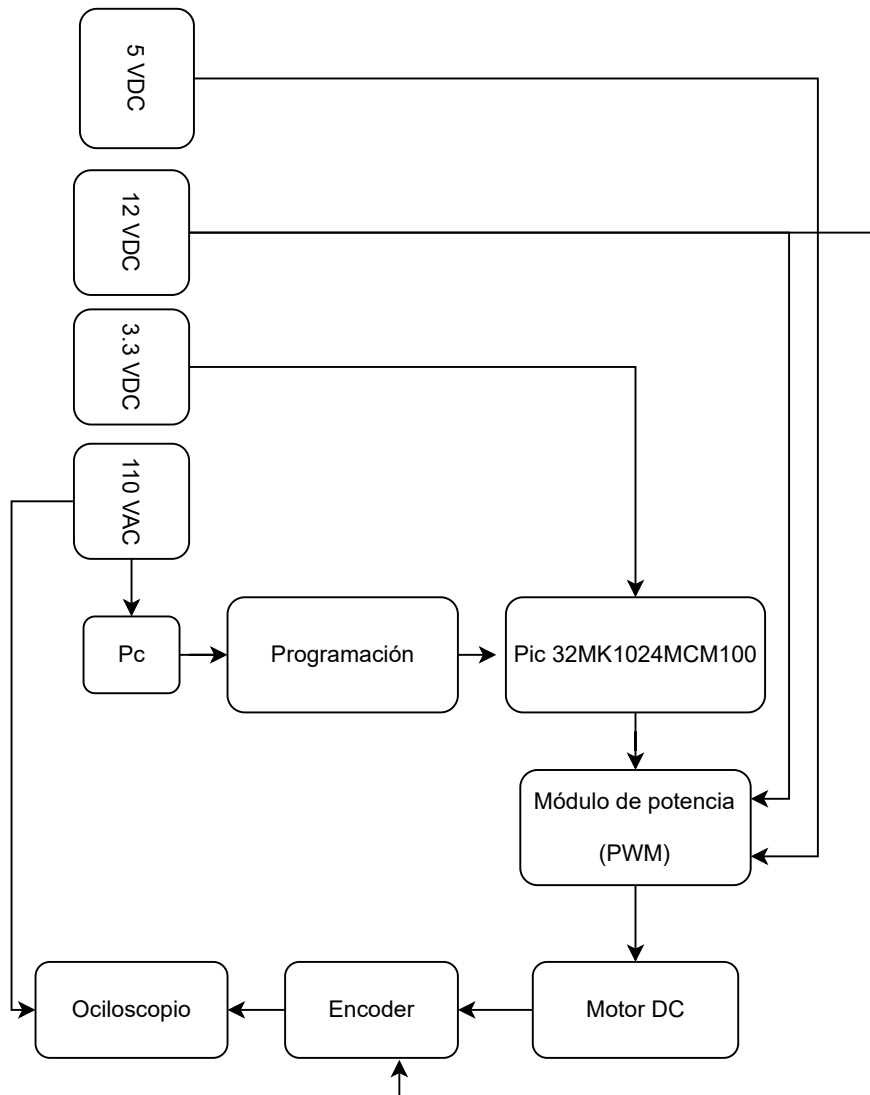 5 VDC
12 VDC
3.3 VDC
110 VAC
Pc
Programación
Pic 32MK1024MCM100
Módulo de potencia
(PWM)
Ociloscopio
Encoder
Motor DC